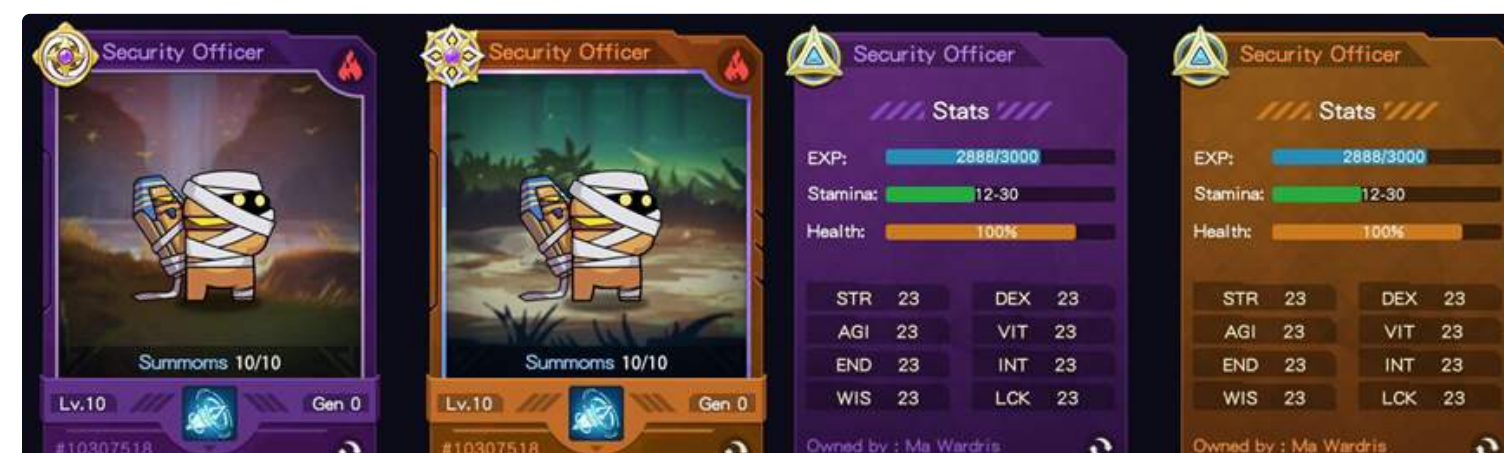 Security Officer
Summoms 10/10
Lv.10
Gen 0
#10307518
Security Officer
Summoms 10/10
Lv.10
Gen 0
#10307518
Security Officer
Stats
EXP: 2888/3000
Stamina: 12-30
Health: 100%
STR 23 DEX 23
AGI 23 VIT 23
END 23 INT 23
WIS 23 LCK 23
Owned by : Ma Wardris
Security Officer
Stats
EXP: 2888/3000
Stamina: 12-30
Health: 100%
STR 23 DEX 23
AGI 23 VIT 23
END 23 INT 23
WIS 23 LCK 23
Owned by : Ma Wardris